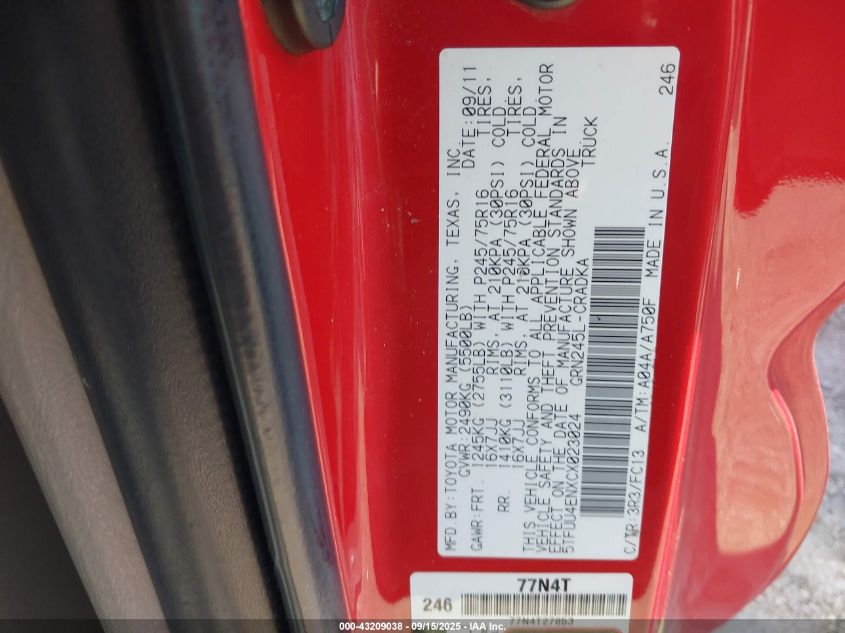 MFD.BY:TOYOTA MOTOR MANUFACTURING, TEXAS, INC. DATE:09/11
GVWR:2490KG (5500LB)
GAWR:FRT. 1245KG (2755LB) WITH P245/75R16 TIRES,
16X7JJ RIMS, AT 210KPA (30PSI) COLD
RR. 1410KG (3110LB) WITH P245/75R16 TIRES,
16X7JJ RIMS, AT 210KPA (30PSI) COLD
THIS VEHICLE CONFORMS TO ALL APPLICABLE FEDERAL MOTOR
VEHICLE SAFETY AND THEFT PREVENTION STANDARDS IN
EFFECT ON THE DATE OF MANUFACTURE SHOWN ABOVE.
5TFUU4ENXCX023024 GRN245L-CRADKA TRUCK
C/TR:3R3/FC13 A/TM:A04A/A750F MADE IN U.S.A. 246
77N4T
246
77N4T27853
000-43209038 - 09/15/2025 - IAA, Inc.